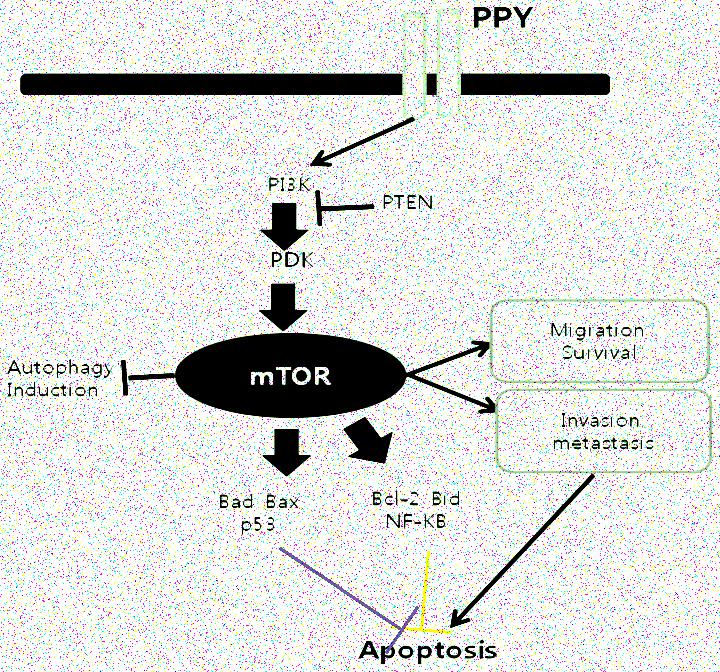 PPY
PI3K
PTEN
PDK
mTOR
Autophagy
Induction
Migration
Survival
Invasion
metastasis
Bad Bax
p53
Bcl-2 Bid
NF-KB
Apoptosis